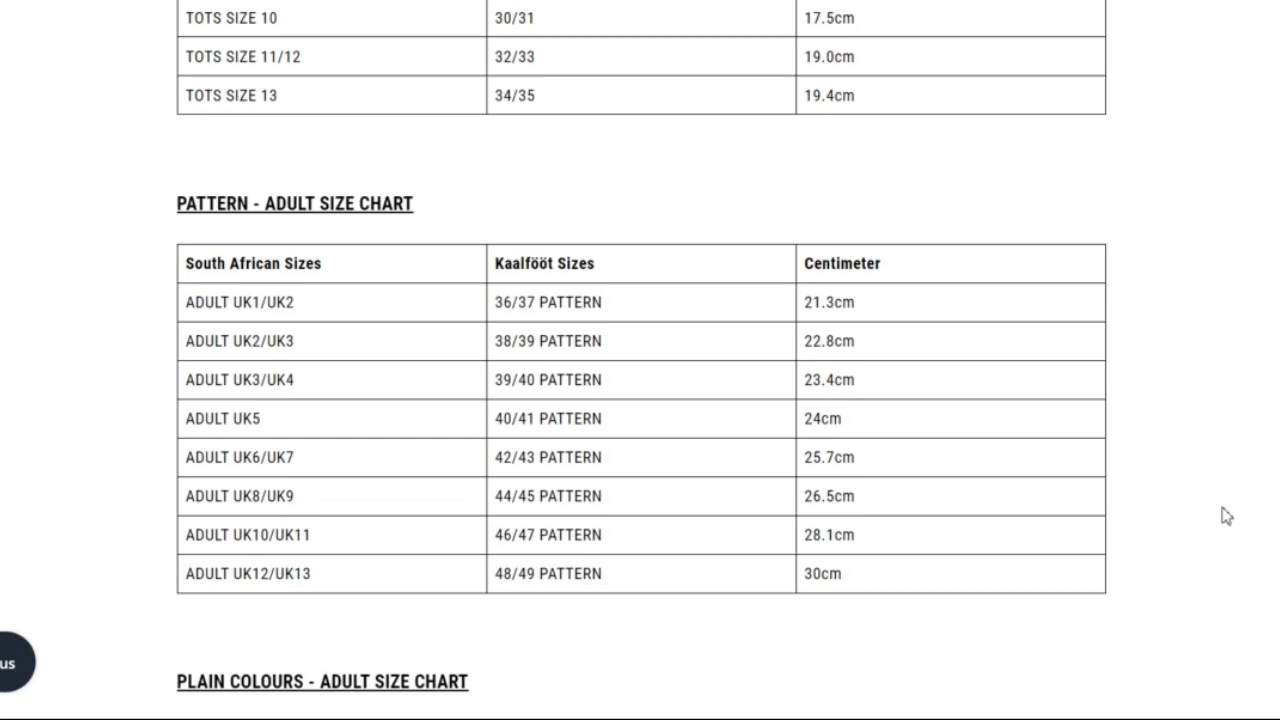 TOTS SIZE 10 30/31 17.5cm
TOTS SIZE 11/12 32/33 19.0cm
TOTS SIZE 13 34/35 19.4cm
PATTERN - ADULT SIZE CHART
South African Sizes Kaalfööt Sizes Centimeter
ADULT UK1/UK2 36/37 PATTERN 21.3cm
ADULT UK2/UK3 38/39 PATTERN 22.8cm
ADULT UK3/UK4 39/40 PATTERN 23.4cm
ADULT UK5 40/41 PATTERN 24cm
ADULT UK6/UK7 42/43 PATTERN 25.7cm
ADULT UK8/UK9 44/45 PATTERN 26.5cm
ADULT UK10/UK11 46/47 PATTERN 28.1cm
ADULT UK12/UK13 48/49 PATTERN 30cm
us
PLAIN COLOURS - ADULT SIZE CHART